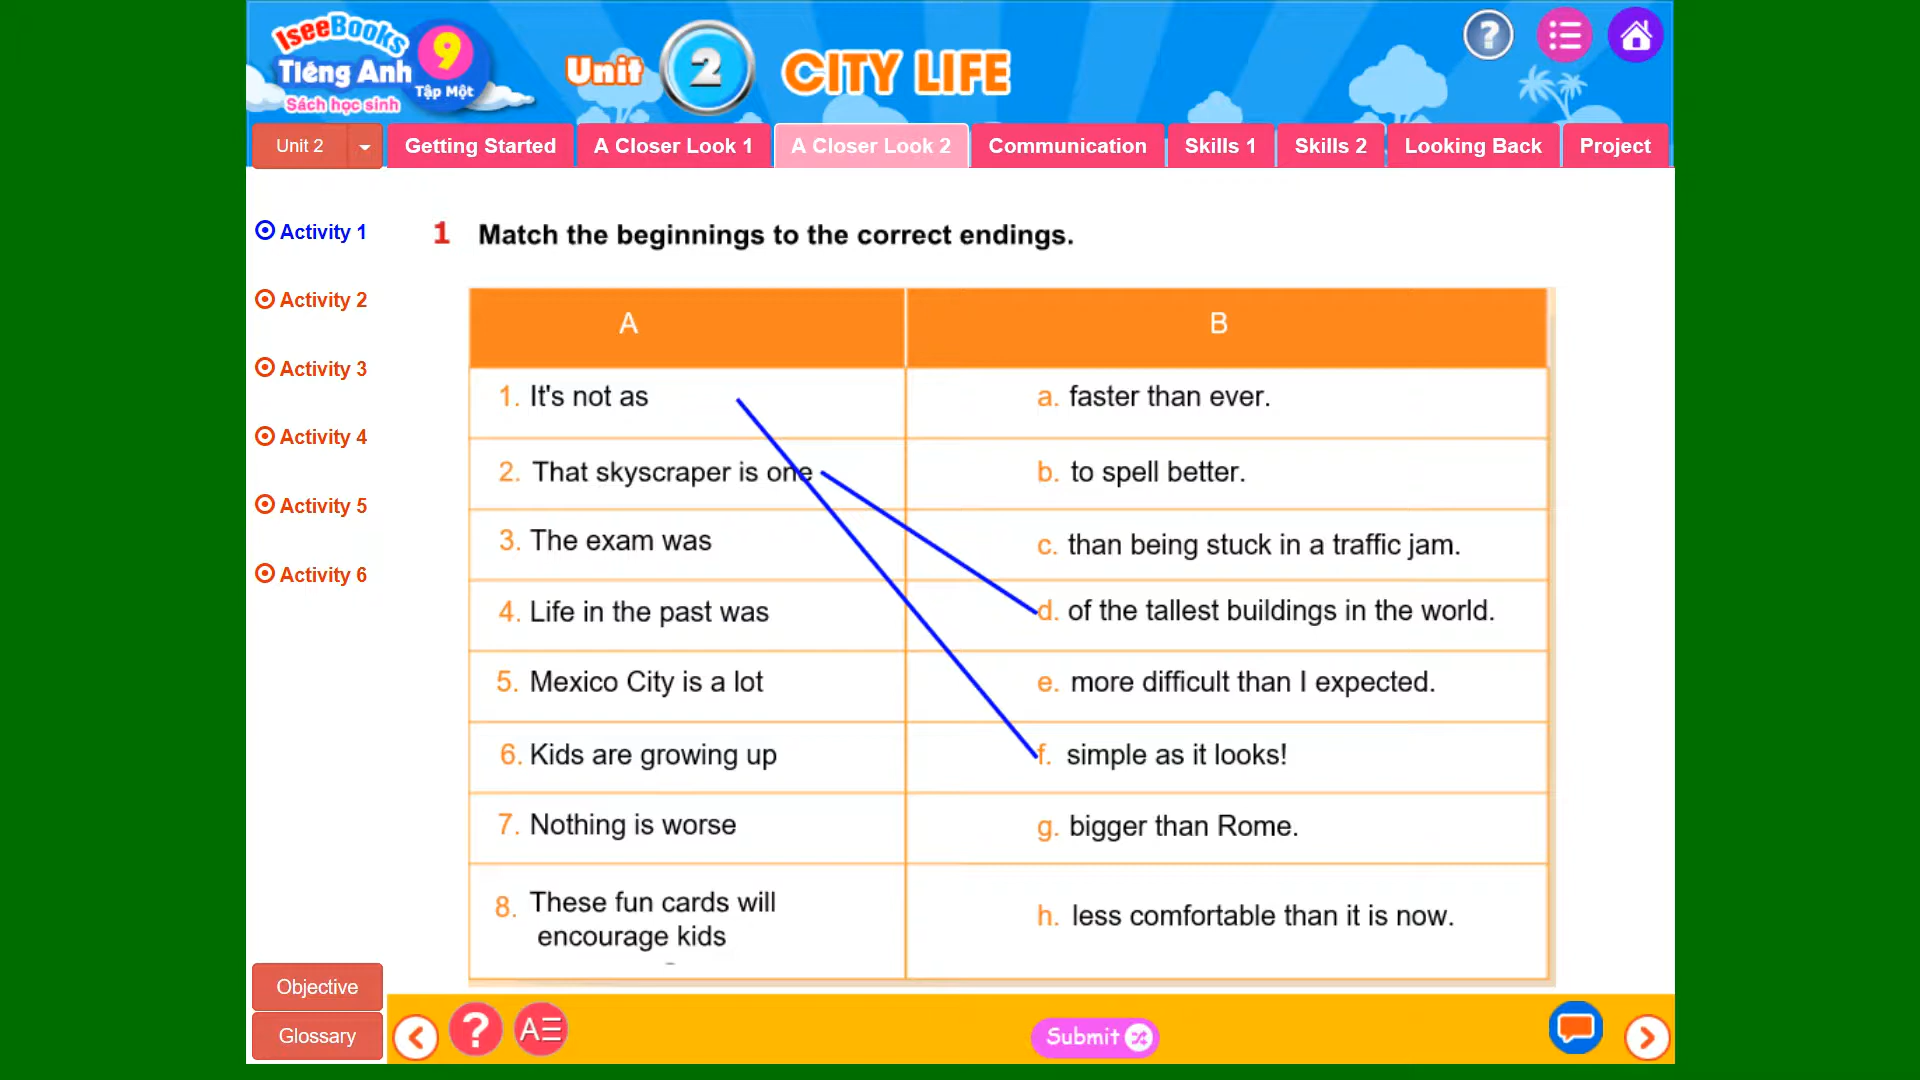 IseeBooks
Tiếng Anh 9
Tập Một
Sách học sinh
Unit 2 CITY LIFE
?
Unit 2
Getting Started
A Closer Look 1
A Closer Look 2
Communication
Skills 1
Skills 2
Looking Back
Project
Activity 1
Activity 2
Activity 3
Activity 4
Activity 5
Activity 6
1 Match the beginnings to the correct endings.
A B
1. It's not as
a. faster than ever.
2. That skyscraper is one
b. to spell better.
3. The exam was
c. than being stuck in a traffic jam.
4. Life in the past was
d. of the tallest buildings in the world.
5. Mexico City is a lot
e. more difficult than I expected.
6. Kids are growing up
f. simple as it looks!
7. Nothing is worse
g. bigger than Rome.
8. These fun cards will
encourage kids
h. less comfortable than it is now.
Objective
Glossary
?
A
Submit